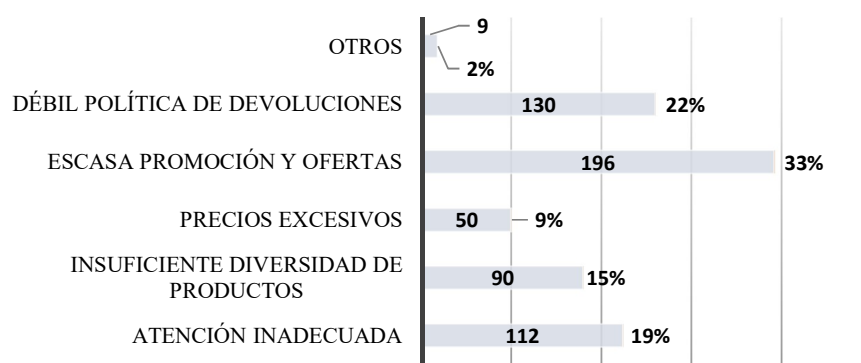 OTROS
9
2%
DÉBIL POLÍTICA DE DEVOLUCIONES 130 22%
ESCASA PROMOCIÓN Y OFERTAS 196 33%
PRECIOS EXCESIVOS 50 9%
INSUFICIENTE DIVERSIDAD DE
PRODUCTOS
90 15%
ATENCIÓN INADECUADA 112 19%